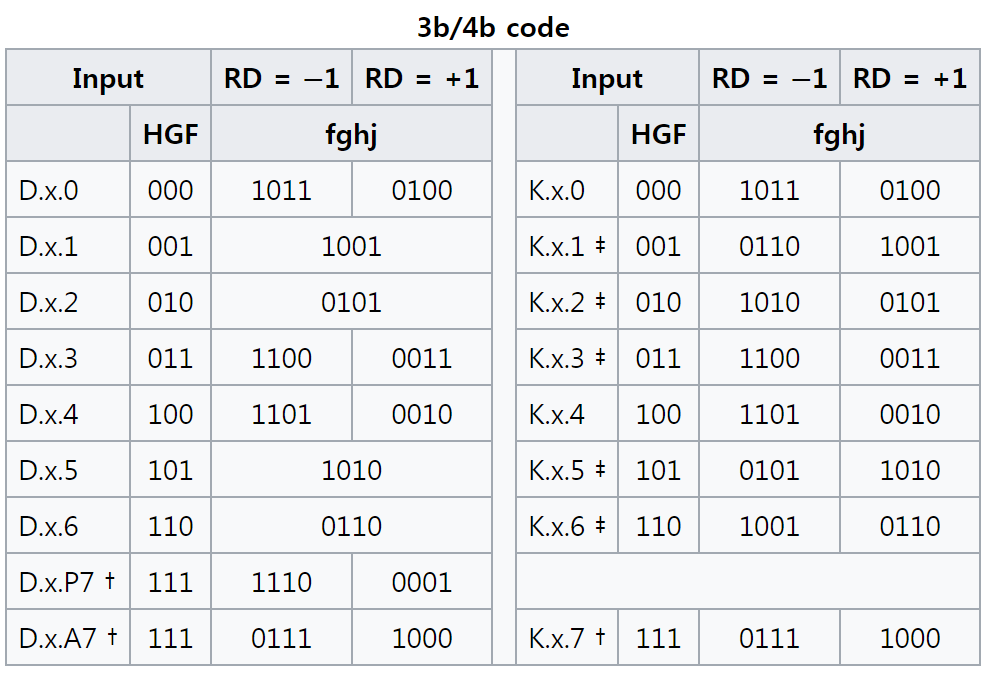 3b/4b code
Input RD = −1 RD = +1 Input RD = −1 RD = +1
HGF fghj HGF fghj
D.x.0 000 1011 0100 K.x.0 000 1011 0100
D.x.1 001 1001 K.x.1 ‡ 001 0110 1001
D.x.2 010 0101 K.x.2 ‡ 010 1010 0101
D.x.3 011 1100 0011 K.x.3 ‡ 011 1100 0011
D.x.4 100 1101 0010 K.x.4 100 1101 0010
D.x.5 101 1010 K.x.5 ‡ 101 0101 1010
D.x.6 110 0110 K.x.6 ‡ 110 1001 0110
D.x.P7 † 111 1110 0001
D.x.A7 † 111 0111 1000 K.x.7 † 111 0111 1000